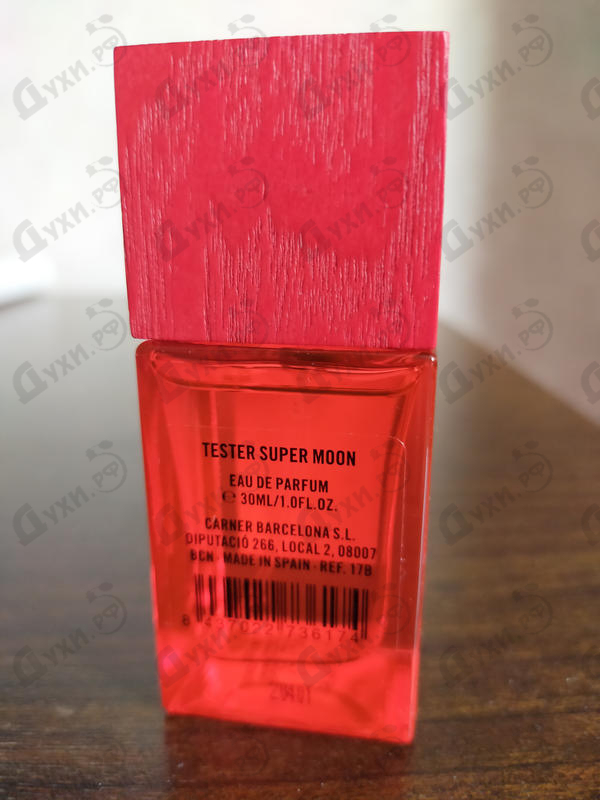 TESTER SUPER MOON
EAU DE PARFUM
℮ 30ML/1.0FL.OZ.
CARNER BARCELONA S.L.
DIPUTACIÓ 266, LOCAL 2, 08007
BCN · MADE IN SPAIN · REF. 17B
8 437022 736174
Духи.РФ